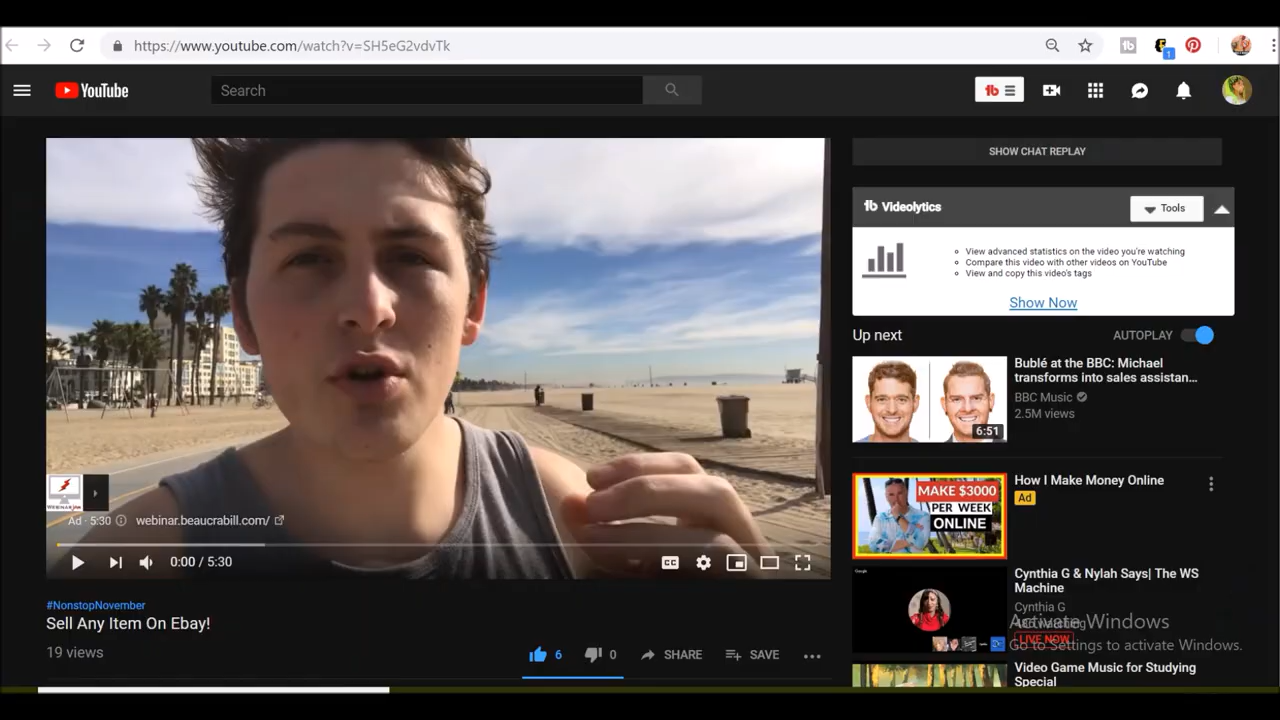 https://www.youtube.com/watch?v=SH5eG2vdvTk
1
YouTube
Search
SHOW CHAT REPLAY
Videolytics
Tools
View advanced statistics on the video you're watching
Compare this video with other videos on YouTube
View and copy this video's tags
Show Now
Up next
AUTOPLAY
Bublé at the BBC: Michael
transforms into sales assistan...
BBC Music
2.5M views
6:51
How I Make Money Online
Ad
MAKE $3000
PER WEEK
ONLINE
Cynthia G & Nylah Says| The WS
Machine
Cynthia G
LIVE NOW
Activate Windows
Go to Settings to activate Windows.
Video Game Music for Studying
Special
Ad · 5:30
webinar.beaucrabill.com/
0:00 / 5:30
CC
#NonstopNovember
Sell Any Item On Ebay!
19 views
6
0
SHARE
SAVE